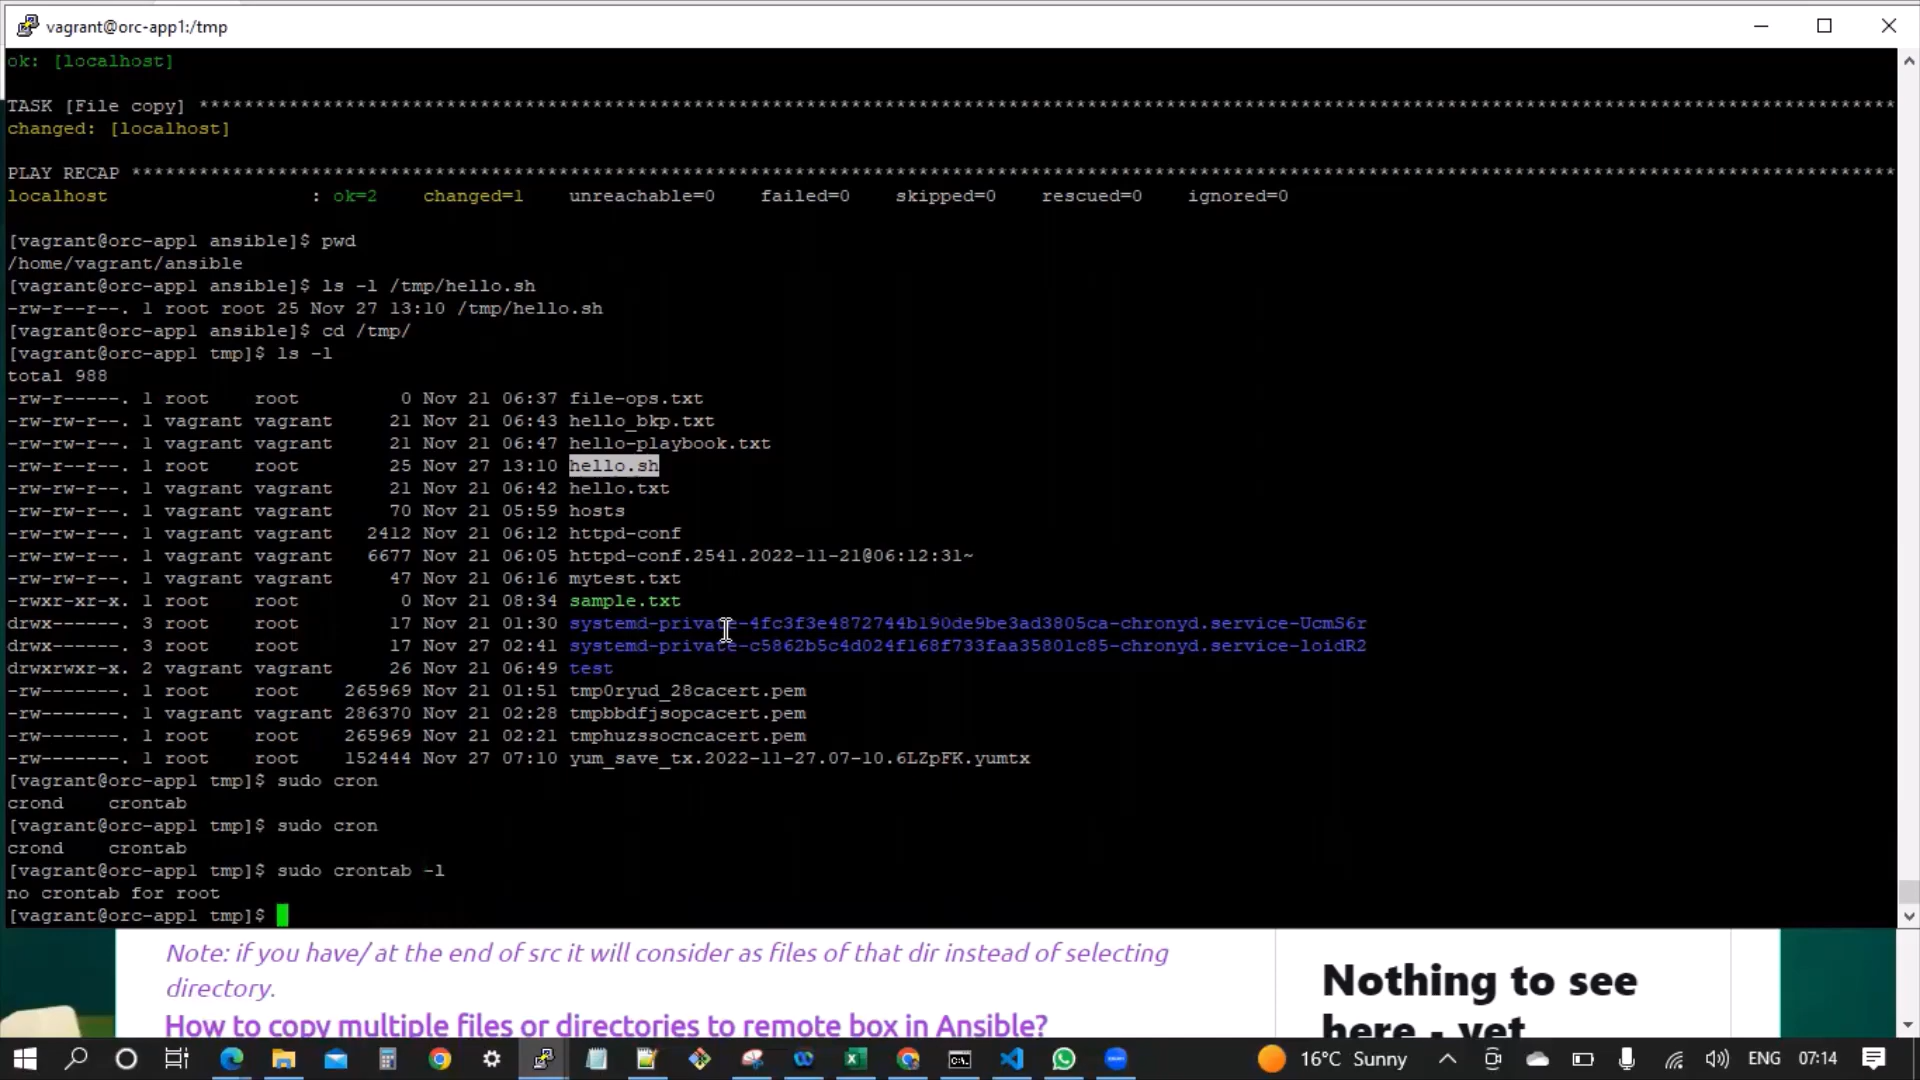 vagrant@orc-app1:/tmp
ok: [localhost]
TASK [File copy] *******************************************************************************************************************************************************
changed: [localhost]
PLAY RECAP *************************************************************************************************************************************************************
localhost : ok=2 changed=1 unreachable=0 failed=0 skipped=0 rescued=0 ignored=0
[vagrant@orc-app1 ansible]$ pwd
/home/vagrant/ansible
[vagrant@orc-app1 ansible]$ ls -l /tmp/hello.sh
-rw-r--r--. 1 root root 25 Nov 27 13:10 /tmp/hello.sh
[vagrant@orc-app1 ansible]$ cd /tmp/
[vagrant@orc-app1 tmp]$ ls -l
total 988
-rw-r-----. 1 root root 0 Nov 21 06:37 file-ops.txt
-rw-rw-r--. 1 vagrant vagrant 21 Nov 21 06:43 hello_bkp.txt
-rw-rw-r--. 1 vagrant vagrant 21 Nov 21 06:47 hello-playbook.txt
-rw-r--r--. 1 root root 25 Nov 27 13:10 hello.sh
-rw-rw-r--. 1 vagrant vagrant 21 Nov 21 06:42 hello.txt
-rw-rw-r--. 1 vagrant vagrant 70 Nov 21 05:59 hosts
-rw-rw-r--. 1 vagrant vagrant 2412 Nov 21 06:12 httpd-conf
-rw-rw-r--. 1 vagrant vagrant 6677 Nov 21 06:05 httpd-conf.2541.2022-11-21@06:12:31~
-rw-rw-r--. 1 vagrant vagrant 47 Nov 21 06:16 mytest.txt
-rwxr-xr-x. 1 root root 0 Nov 21 08:34 sample.txt
drwx------. 3 root root 17 Nov 21 01:30 systemd-private-4fc3f3e4872744b190de9be3ad3805ca-chronyd.service-UcmS6r
drwx------. 3 root root 17 Nov 27 02:41 systemd-private-c5862b5c4d024f168f733faa35801c85-chronyd.service-loidR2
drwxrwxr-x. 2 vagrant vagrant 26 Nov 21 06:49 test
-rw-------. 1 root root 265969 Nov 21 01:51 tmp0ryud_28cacert.pem
-rw-------. 1 vagrant vagrant 286370 Nov 21 02:28 tmpbbdfjsopcacert.pem
-rw-------. 1 root root 265969 Nov 21 02:21 tmphuzssocncacert.pem
-rw-------. 1 root root 152444 Nov 27 07:10 yum_save_tx.2022-11-27.07-10.6LZpFK.yumtx
[vagrant@orc-app1 tmp]$ sudo cron
crond crontab
[vagrant@orc-app1 tmp]$ sudo cron
crond crontab
[vagrant@orc-app1 tmp]$ sudo crontab -l
no crontab for root
[vagrant@orc-app1 tmp]$
Note: if you have/ at the end of src it will consider as files of that dir instead of selecting
directory.
How to copy multiple files or directories to remote box in Ansible?
Nothing to see
here - yet
16°C Sunny
ENG
07:14